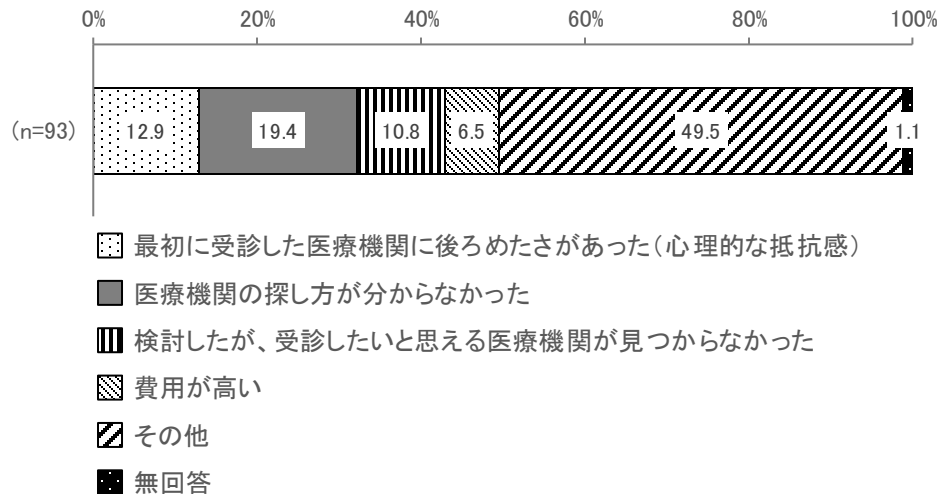 0% 20% 40% 60% 80% 100%
(n=93) 12.9 19.4 10.8 6.5 49.5 1.1
最初に受診した医療機関に後ろめたさがあった(心理的な抵抗感)
医療機関の探し方が分からなかった
検討したが、受診したいと思える医療機関が見つからなかった
費用が高い
その他
無回答